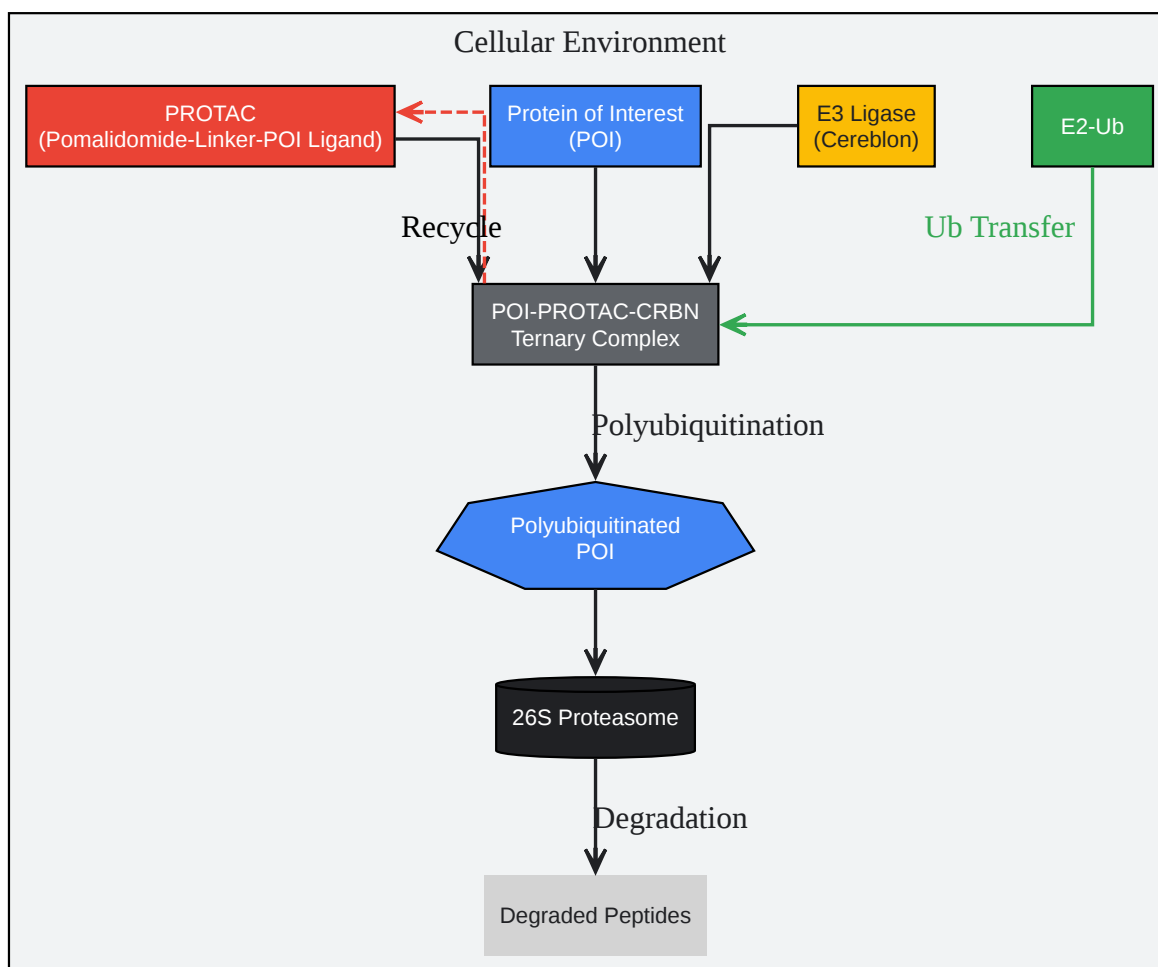 Cellular Environment
PROTAC
(Pomalidomide-Linker-POI Ligand)
Protein of Interest
(POI)
E3 Ligase
(Cereblon)
E2-Ub
Recycle
Ub Transfer
POI-PROTAC-CRBN
Ternary Complex
Polyubiquitination
Polyubiquitinated
POI
26S Proteasome
Degradation
Degraded Peptides